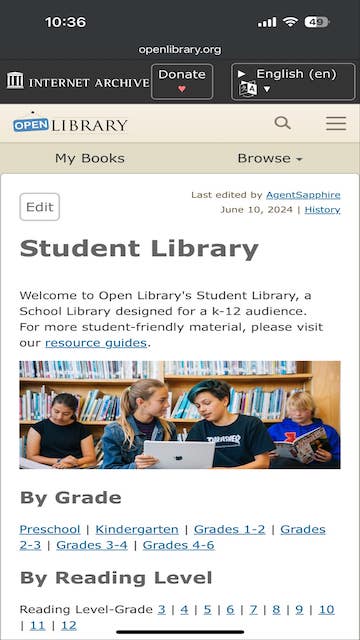 10:36
49
openlibrary.org
INTERNET ARCHIVE
Donate
♥
▶ English (en)
▼
OPEN LIBRARY
My Books
Browse
Edit
Last edited by AgentSapphire
June 10, 2024 | History
Student Library
Welcome to Open Library's Student Library, a
School Library designed for a k-12 audience.
For more student-friendly material, please visit
our resource guides.
THRASHER
By Grade
Preschool | Kindergarten | Grades 1-2 | Grades
2-3 | Grades 3-4 | Grades 4-6
By Reading Level
Reading Level-Grade 3 | 4 | 5 | 6 | 7 | 8 | 9 | 10
| 11 | 12